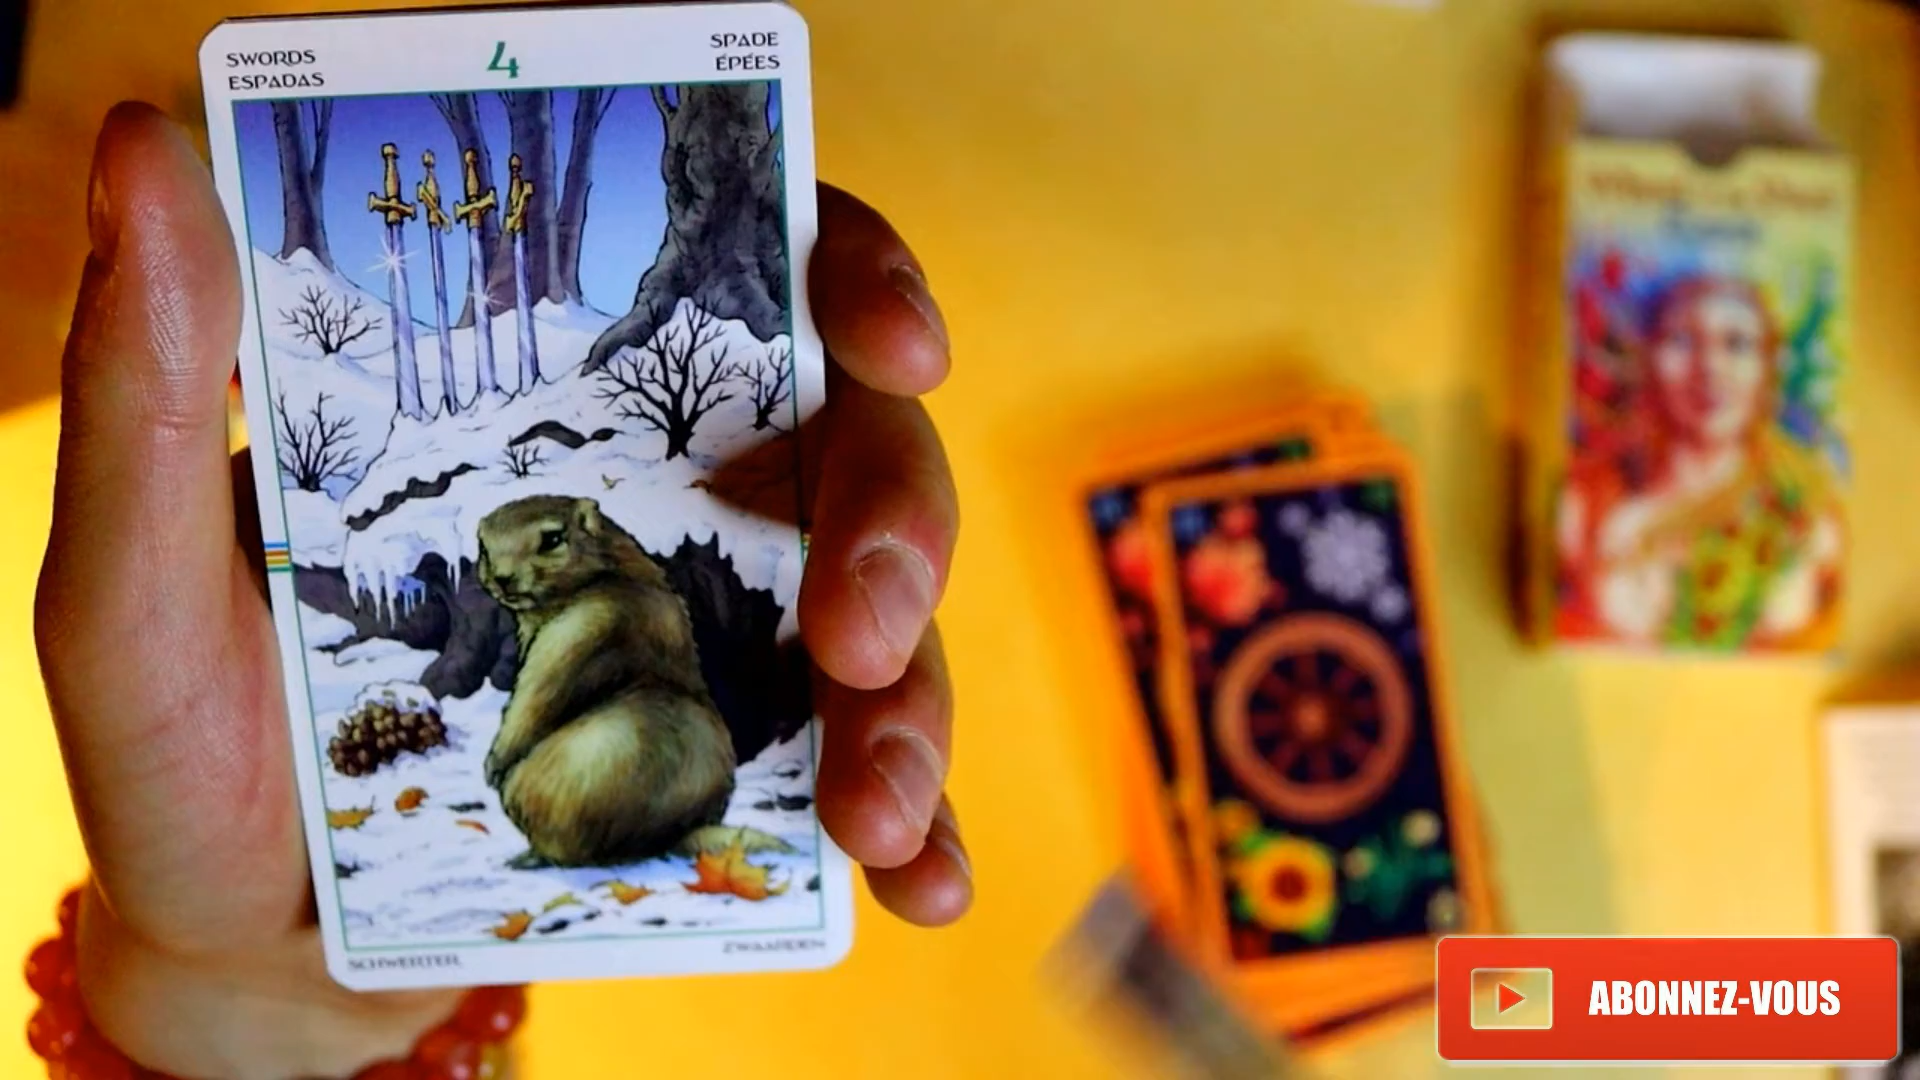 SWORDS
ESPADAS
4
SPADE
ÉPÉES
SCHWERTER
ZWAARDEN
ABONNEZ-VOUS